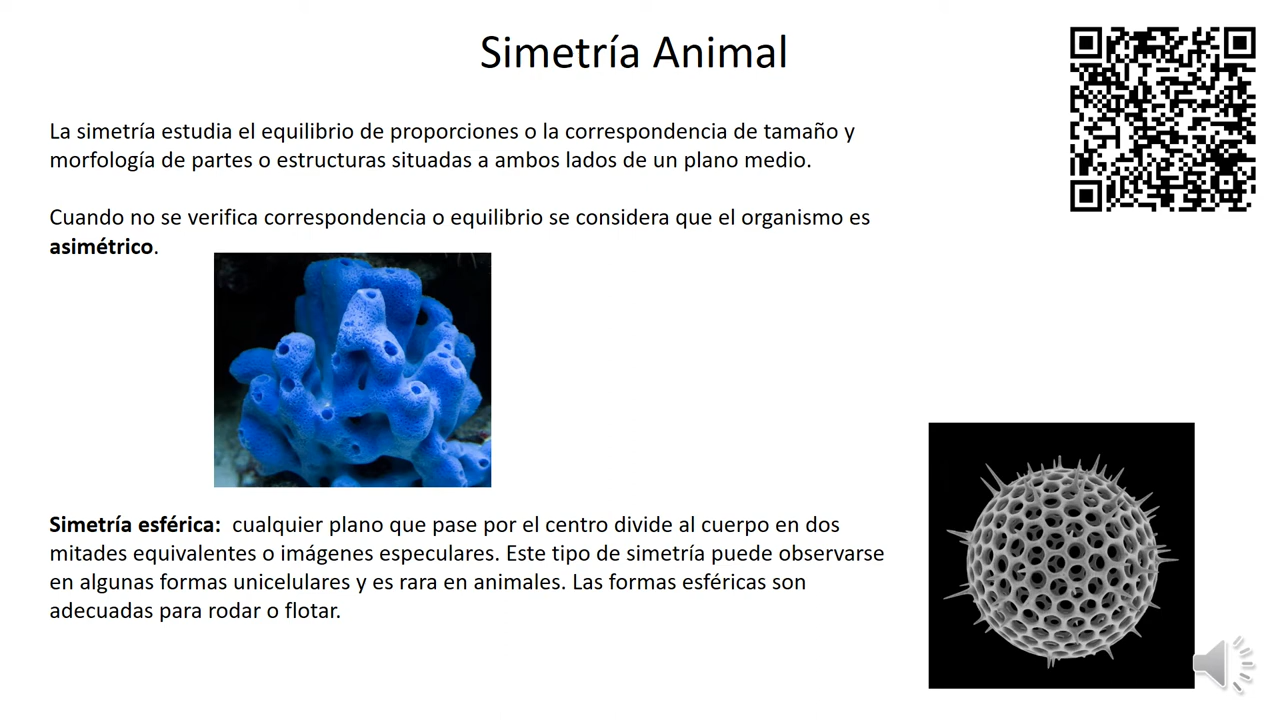 Simetría Animal
La simetría estudia el equilibrio de proporciones o la correspondencia de tamaño y
morfología de partes o estructuras situadas a ambos lados de un plano medio.
Cuando no se verifica correspondencia o equilibrio se considera que el organismo es
asimétrico.
Simetría esférica:  cualquier plano que pase por el centro divide al cuerpo en dos
mitades equivalentes o imágenes especulares. Este tipo de simetría puede observarse
en algunas formas unicelulares y es rara en animales. Las formas esféricas son
adecuadas para rodar o flotar.